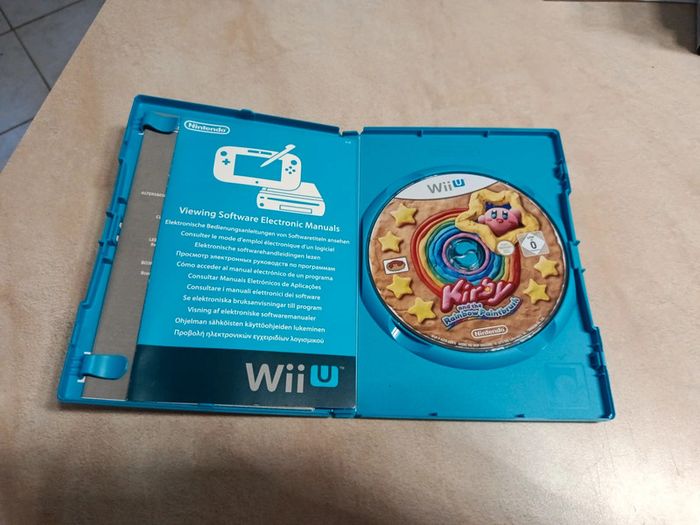 Nintendo
Viewing Software Electronic Manuals
Elektronische Bedienungsanleitungen von Softwaretiteln ansehen
Consulter le mode d'emploi électronique d'un logiciel
Elektronische softwarehandleidingen lezen
Просмотр электронных руководств по программам
Cómo acceder al manual electrónico de un programa
Consultar Manuais Eletrónicos de Aplicações
Consultare i manuali elettronici dei software
Se elektroniska bruksanvisningar till program
Visning af elektroniske softwaremanualer
Ohjelman sähköisten käyttöohjeiden lukeminen
Προβολή ηλεκτρονικών εγχειριδίων λογισμικού
Wii U™
Wii U
0
Kirby
and the
Rainbow Paintbrush
Nintendo